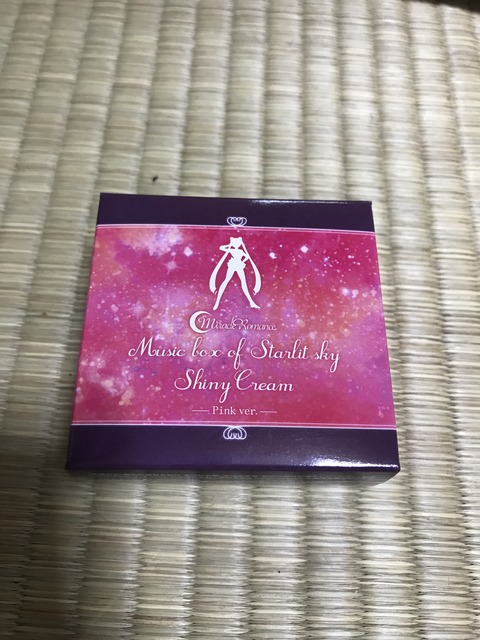 Miracle Romance
Music box of Starlit sky
Shiny Cream
Pink ver.